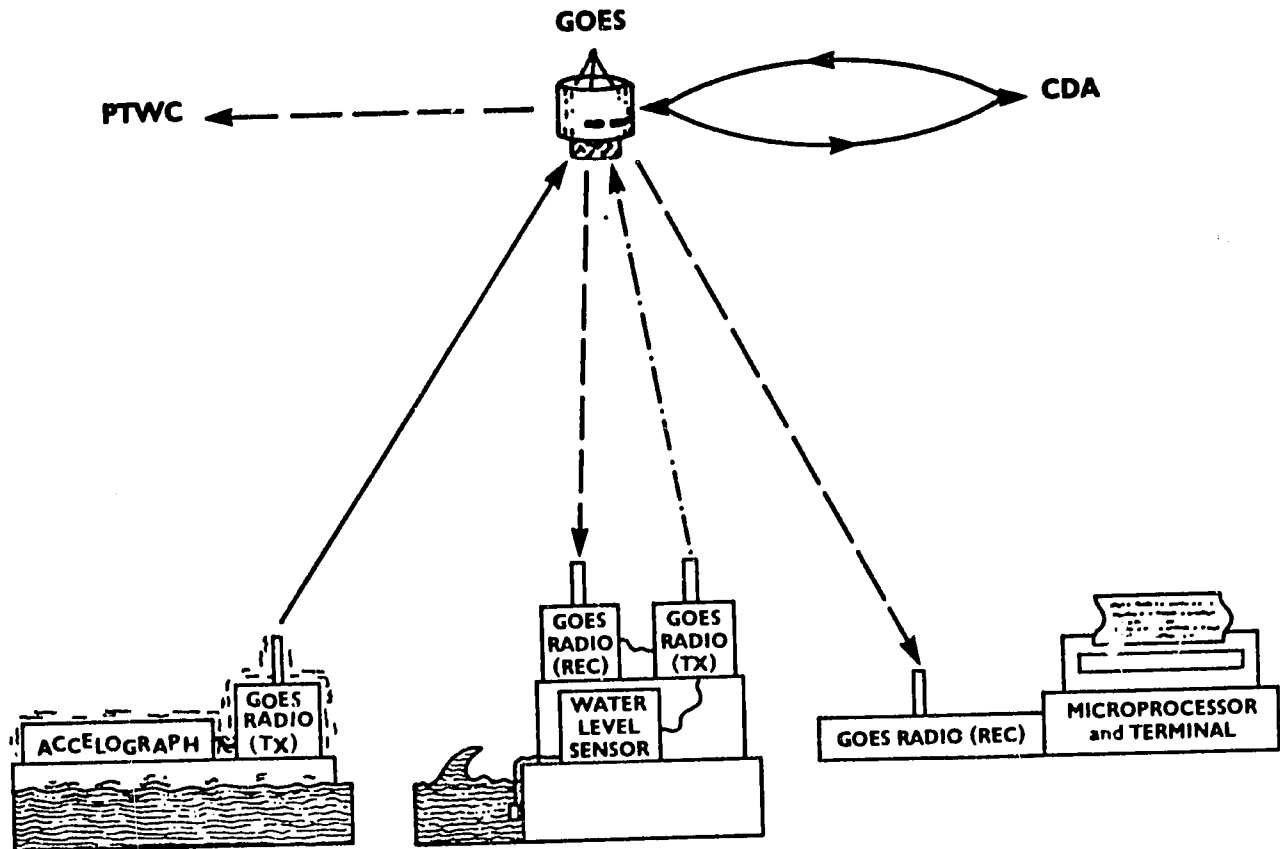 GOES
PTWC
CDA
GOES
RADIO
(TX)
ACCELOGRAPH
GOES
RADIO
(REC)
GOES
RADIO
(TX)
WATER
LEVEL
SENSOR
GOES RADIO (REC)
MICROPROCESSOR
and TERMINAL